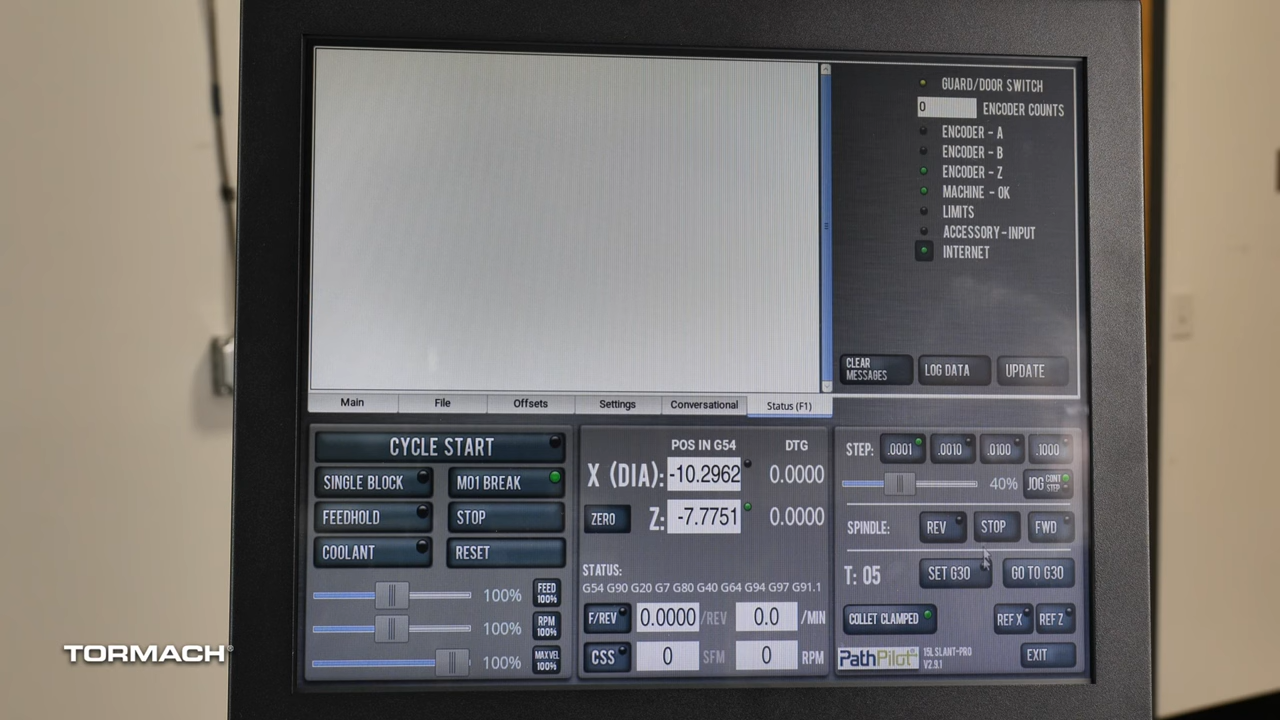 GUARD/DOOR SWITCH
0 ENCODER COUNTS
ENCODER - A
ENCODER - B
ENCODER - Z
MACHINE - OK
LIMITS
ACCESSORY-INPUT
INTERNET
CLEAR MESSAGES LOG DATA UPDATE
Main File Offsets Settings Conversational Status (F1)
CYCLE START
SINGLE BLOCK M01 BREAK
FEEDHOLD STOP
COOLANT RESET
100% FEED 100%
100% RPM 100%
100% MAX VEL 100%
POS IN G54 DTG
X (DIA): -10.2962 0.0000
ZERO Z: -7.7751 0.0000
STATUS:
G54 G90 G20 G7 G80 G40 G64 G94 G97 G91.1
F/REV 0.0000 /REV 0.0 /MIN
CSS 0 SFM 0 RPM
STEP: .0001 .0010 .0100 .1000
40% JOG CONT STEP
SPINDLE: REV STOP FWD
T: 05 SET G30 GO TO G30
COLLET CLAMPED REF X REF Z
PathPilot 15L SLANT-PRO
V2.9.1
EXIT
TORMACH